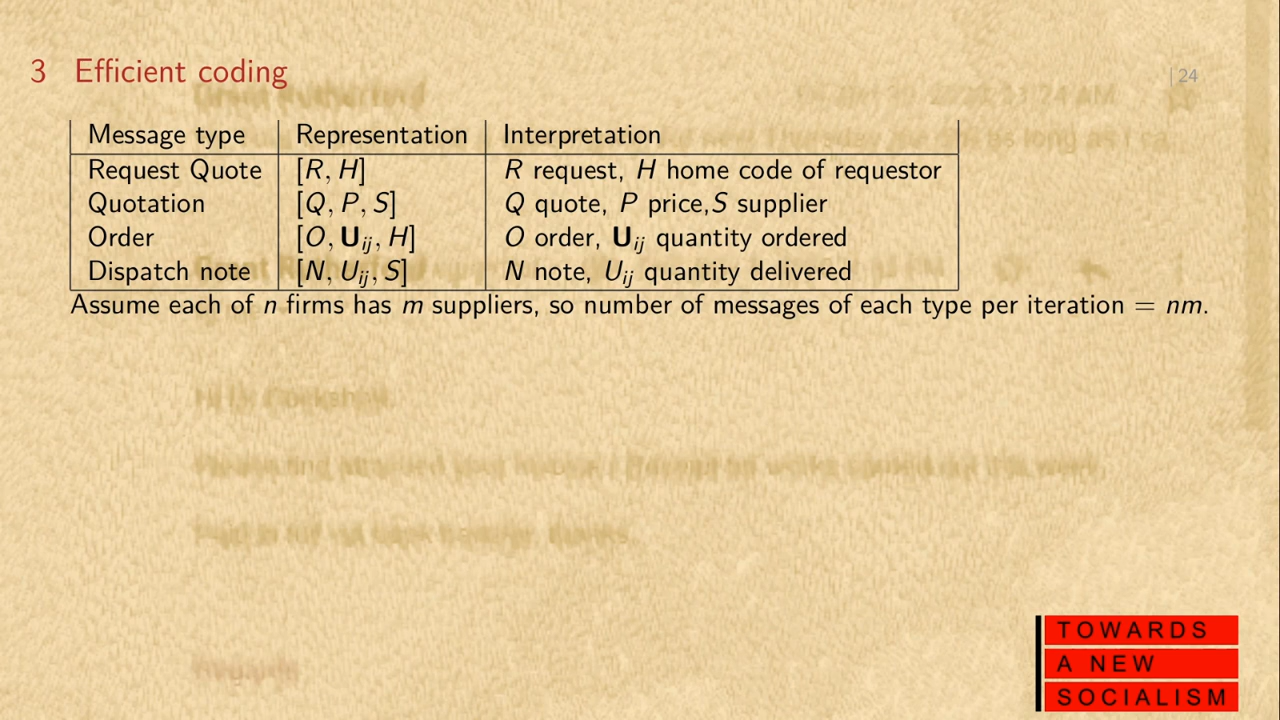 3 Efficient coding
| 24
Message type Representation Interpretation
Request Quote [R, H] R request, H home code of requestor
Quotation [Q, P, S] Q quote, P price,S supplier
Order [O, U_ij, H] O order, U_ij quantity ordered
Dispatch note [N, U_ij, S] N note, U_ij quantity delivered
Assume each of n firms has m suppliers, so number of messages of each type per iteration = nm.
TOWARDS
A NEW
SOCIALISM